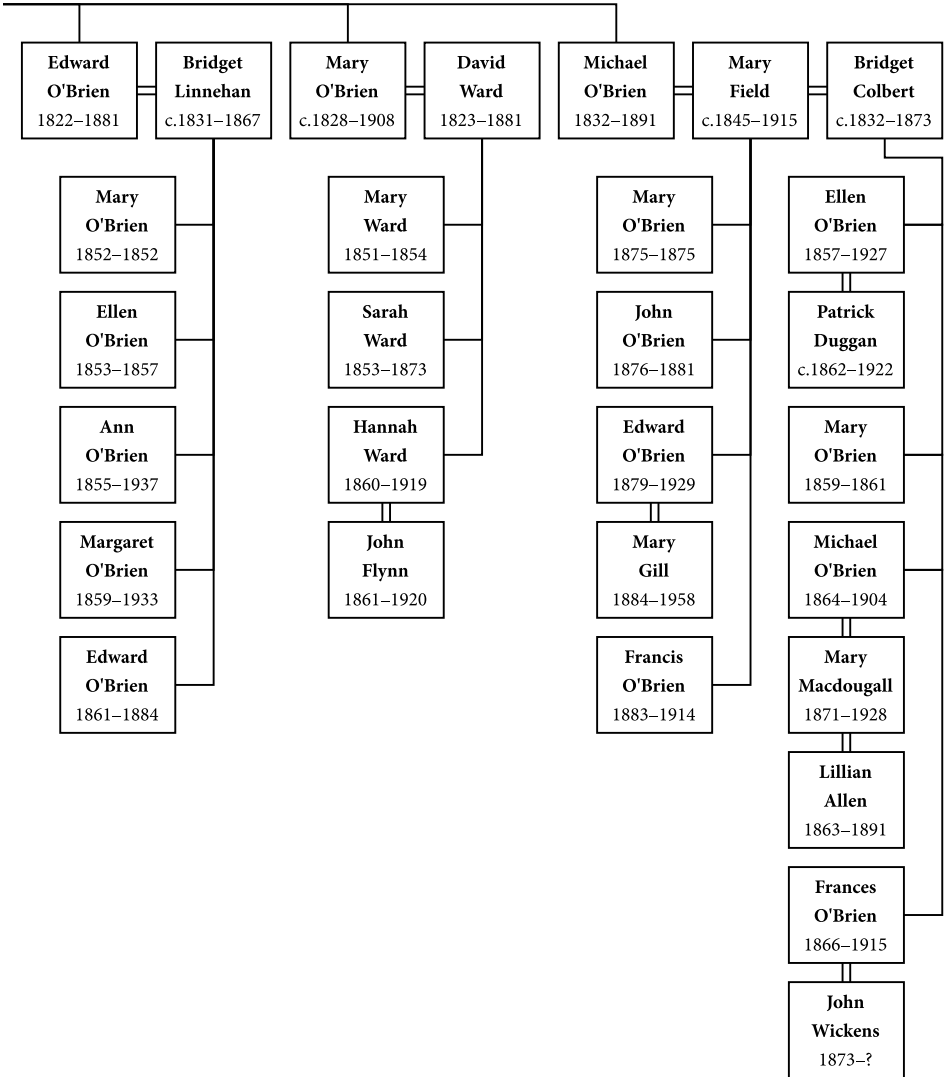 Edward
O'Brien
1822–1881
Bridget
Linnehan
c.1831–1867
Mary
O'Brien
c.1828–1908
David
Ward
1823–1881
Michael
O'Brien
1832–1891
Mary
Field
c.1845–1915
Bridget
Colbert
c.1832–1873
Mary
O'Brien
1852–1852
Ellen
O'Brien
1853–1857
Ann
O'Brien
1855–1937
Margaret
O'Brien
1859–1933
Edward
O'Brien
1861–1884
Mary
Ward
1851–1854
Sarah
Ward
1853–1873
Hannah
Ward
1860–1919
John
Flynn
1861–1920
Mary
O'Brien
1875–1875
John
O'Brien
1876–1881
Edward
O'Brien
1879–1929
Mary
Gill
1884–1958
Francis
O'Brien
1883–1914
Ellen
O'Brien
1857–1927
Patrick
Duggan
c.1862–1922
Mary
O'Brien
1859–1861
Michael
O'Brien
1864–1904
Mary
Macdougall
1871–1928
Lillian
Allen
1863–1891
Frances
O'Brien
1866–1915
John
Wickens
1873–?